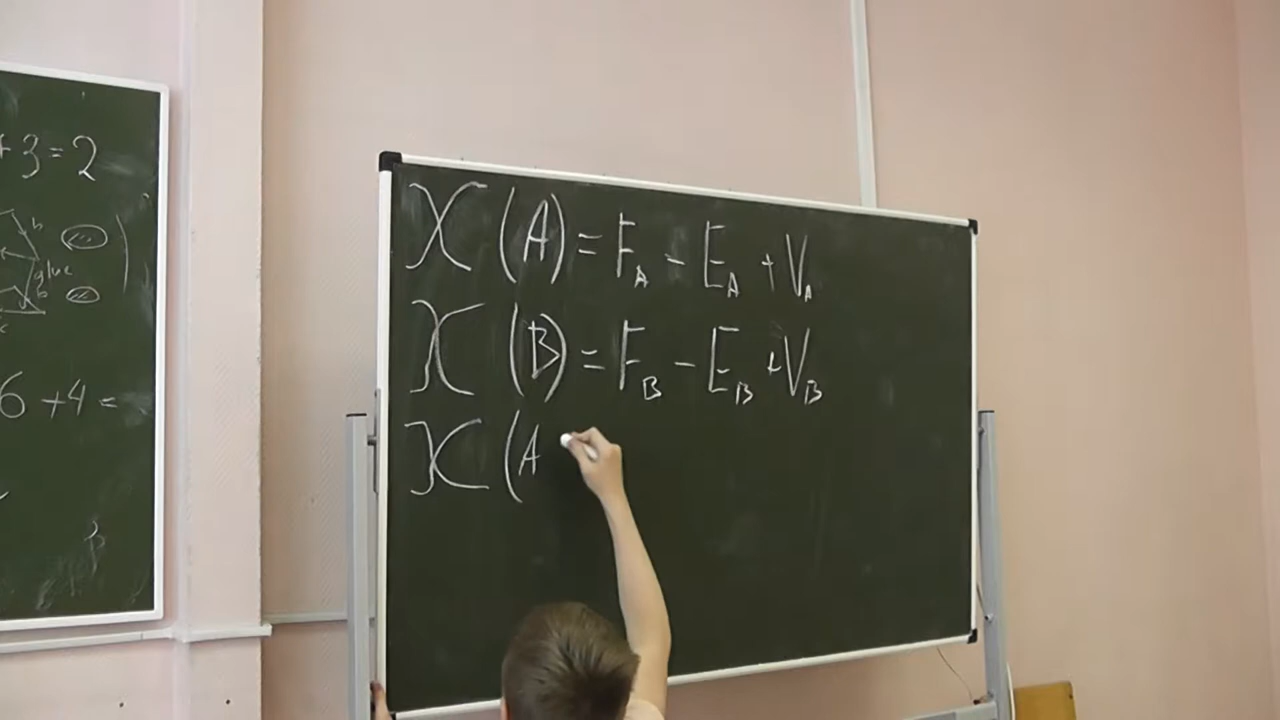 +3=2
glue
6+4=
X (A) = F_A - E_A + V_A
X (B) = F_B - E_B + V_B
X (A